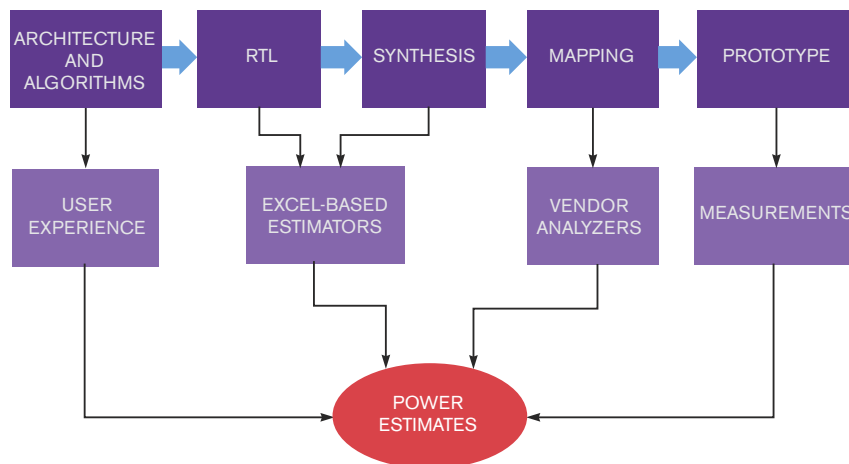 ARCHITECTURE
AND
ALGORITHMS
RTL
SYNTHESIS
MAPPING
PROTOTYPE
USER
EXPERIENCE
EXCEL-BASED
ESTIMATORS
VENDOR
ANALYZERS
MEASUREMENTS
POWER
ESTIMATES